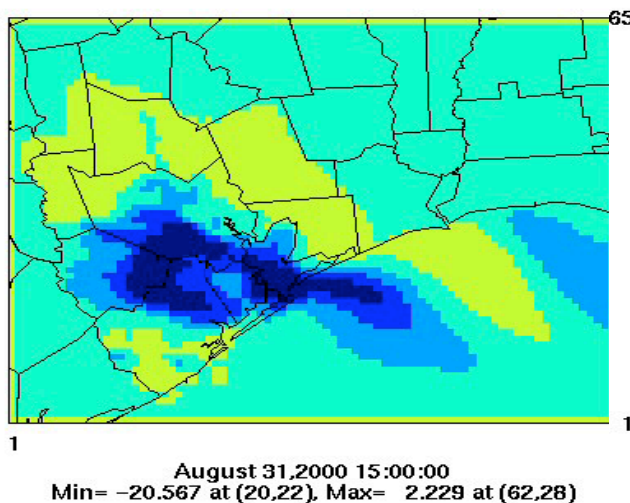 65
1
1
August 31,2000 15:00:00
Min= -20.567 at (20,22), Max= 2.229 at (62,28)